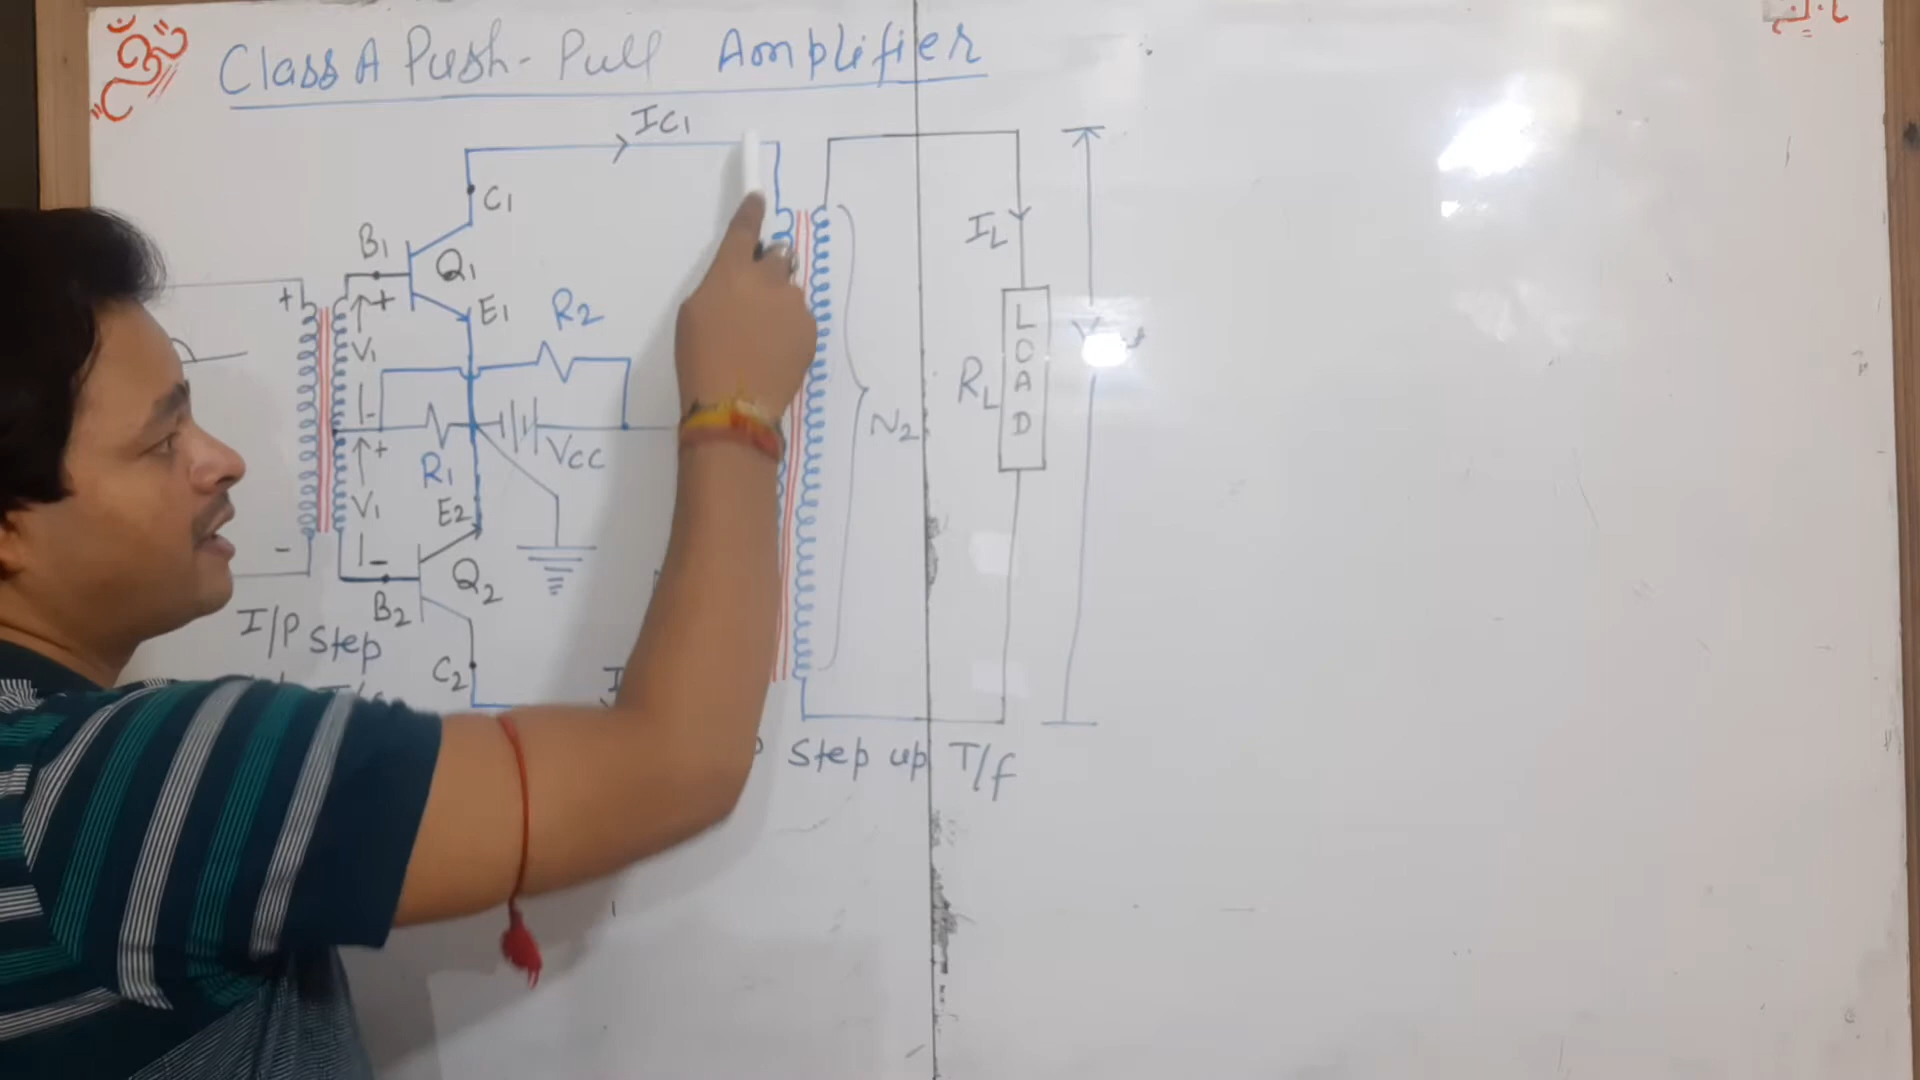 ॐ
Class A Push-Pull Amplifier
IC1
C1
B1
Q1
E1
R2
+
+
V1
-
+
R1
VCC
V1
E2
-
-
Q2
B2
C2
I/P Step
N2
IL
RL
LOAD
Step up T/f